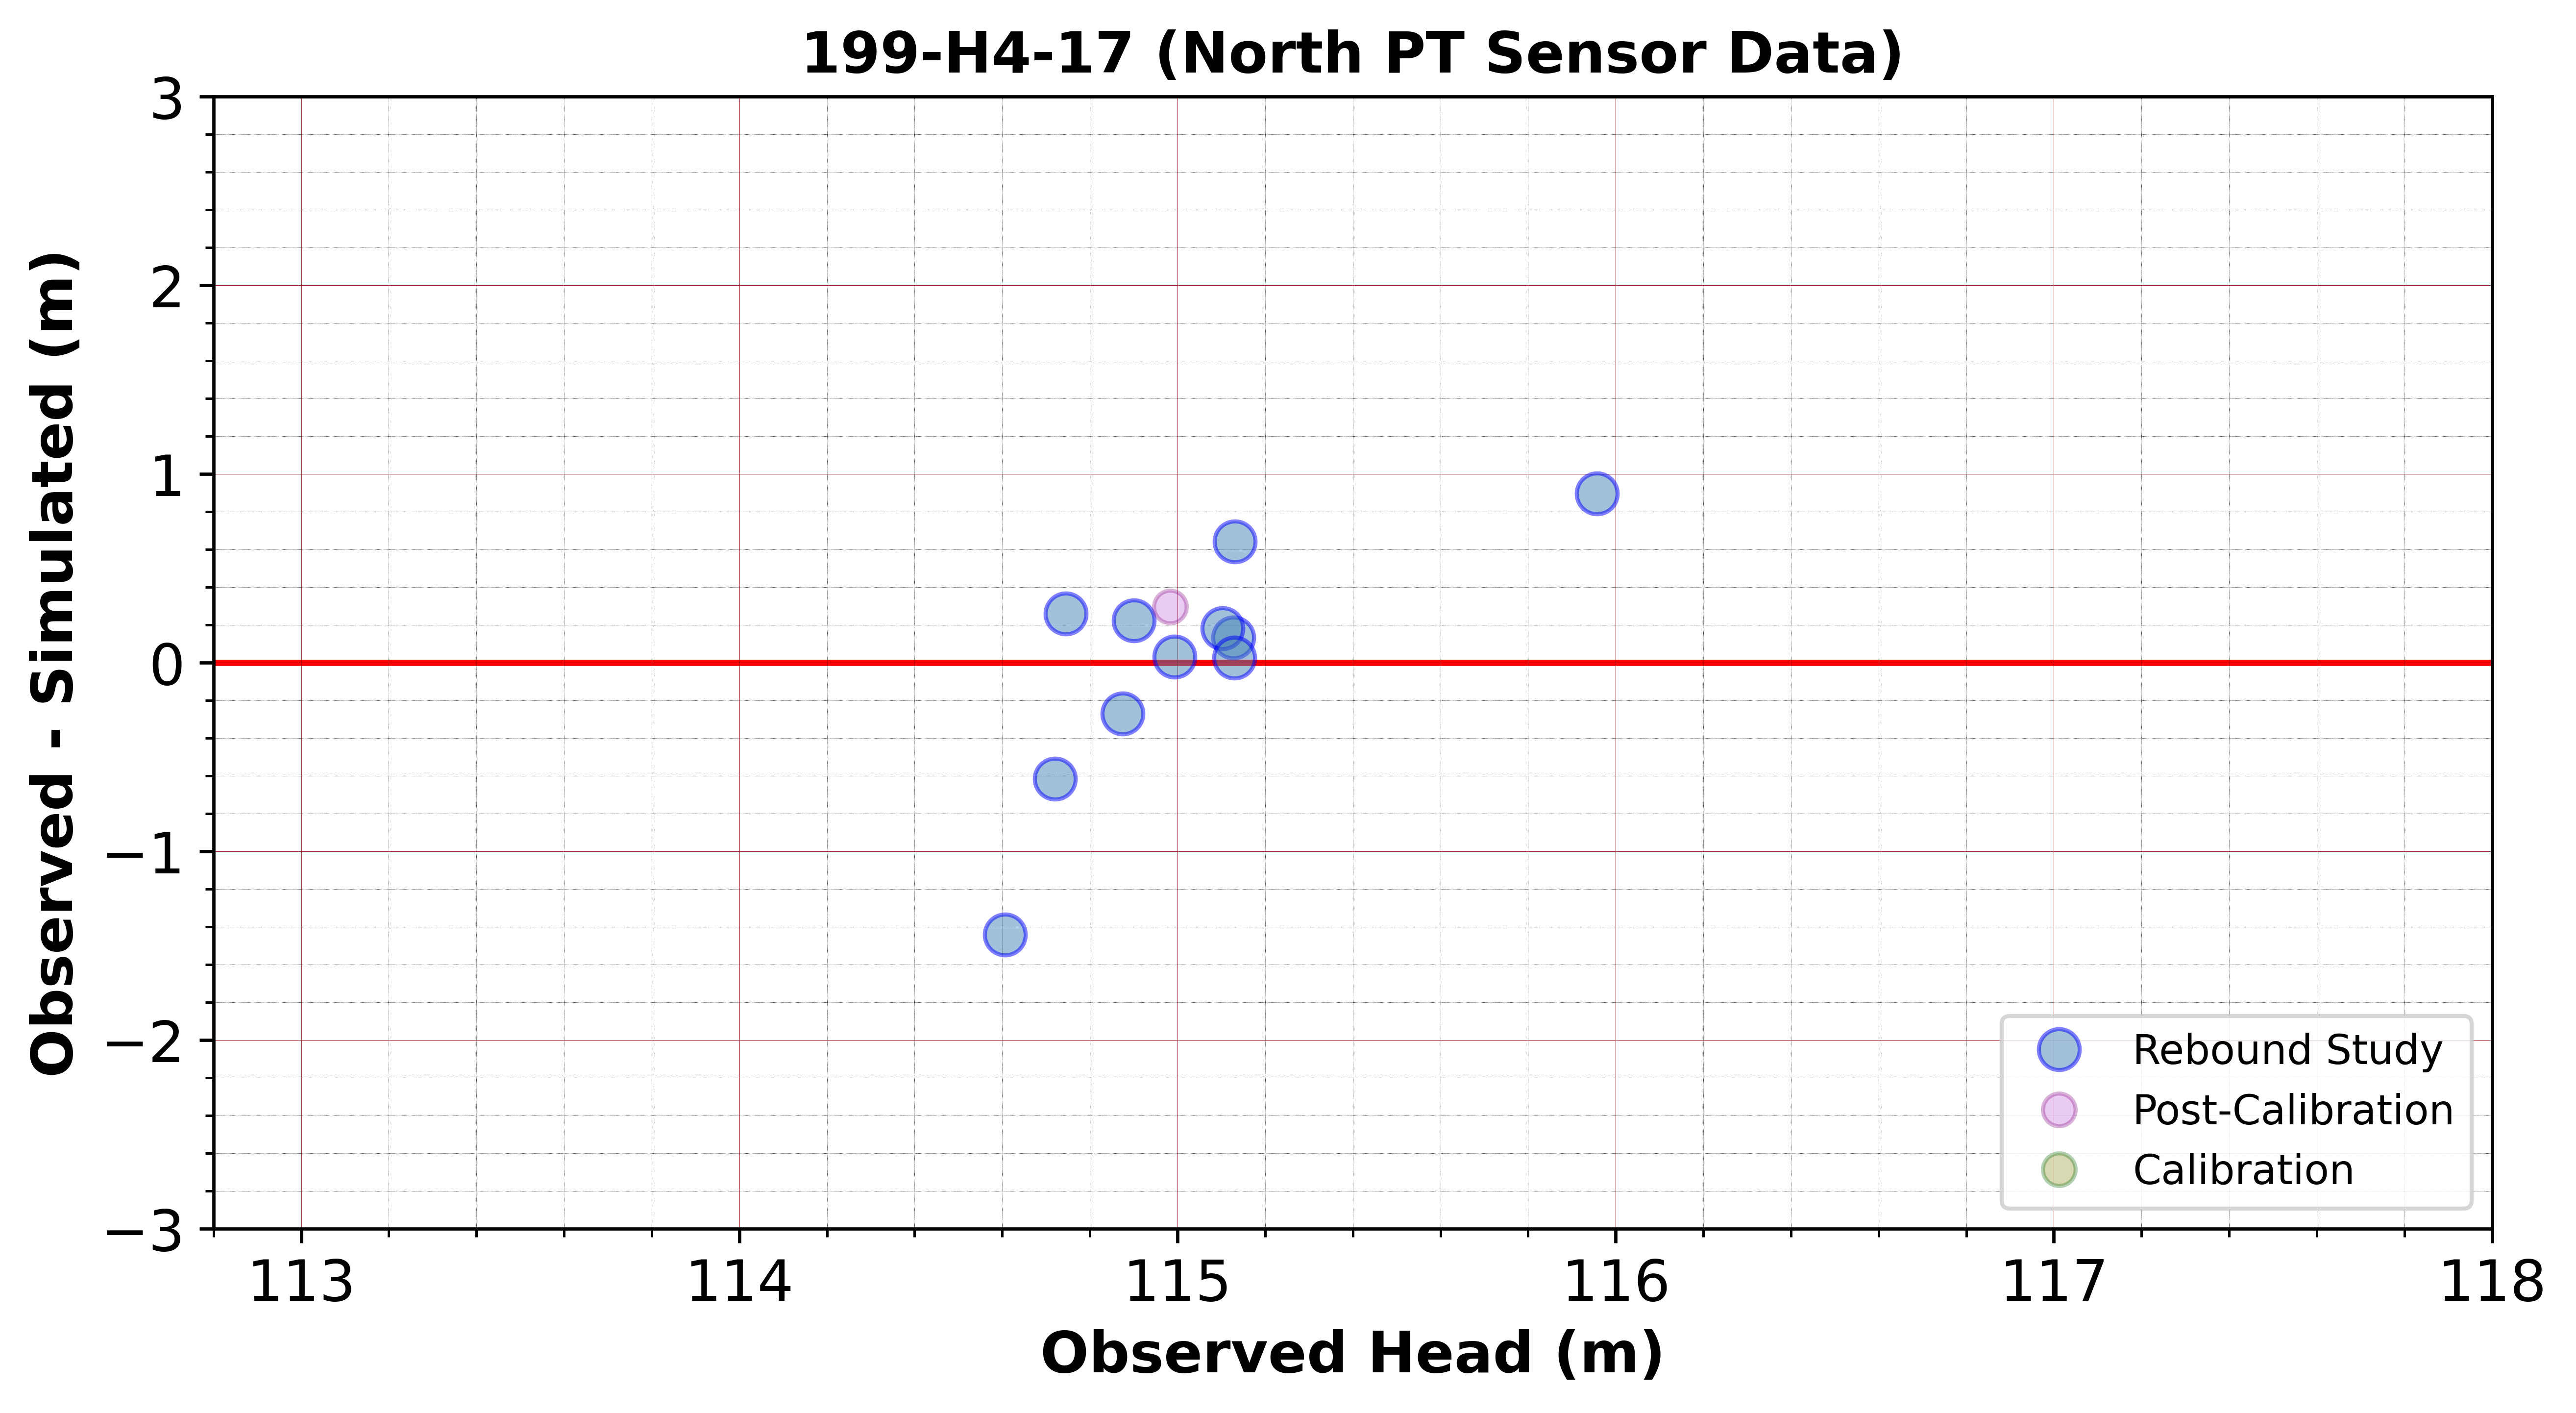 199-H4-17 (North PT Sensor Data)
3
2
1
0
−1
−2
−3
Observed - Simulated (m)
113
114
115
116
117
118
Observed Head (m)
Rebound Study
Post-Calibration
Calibration